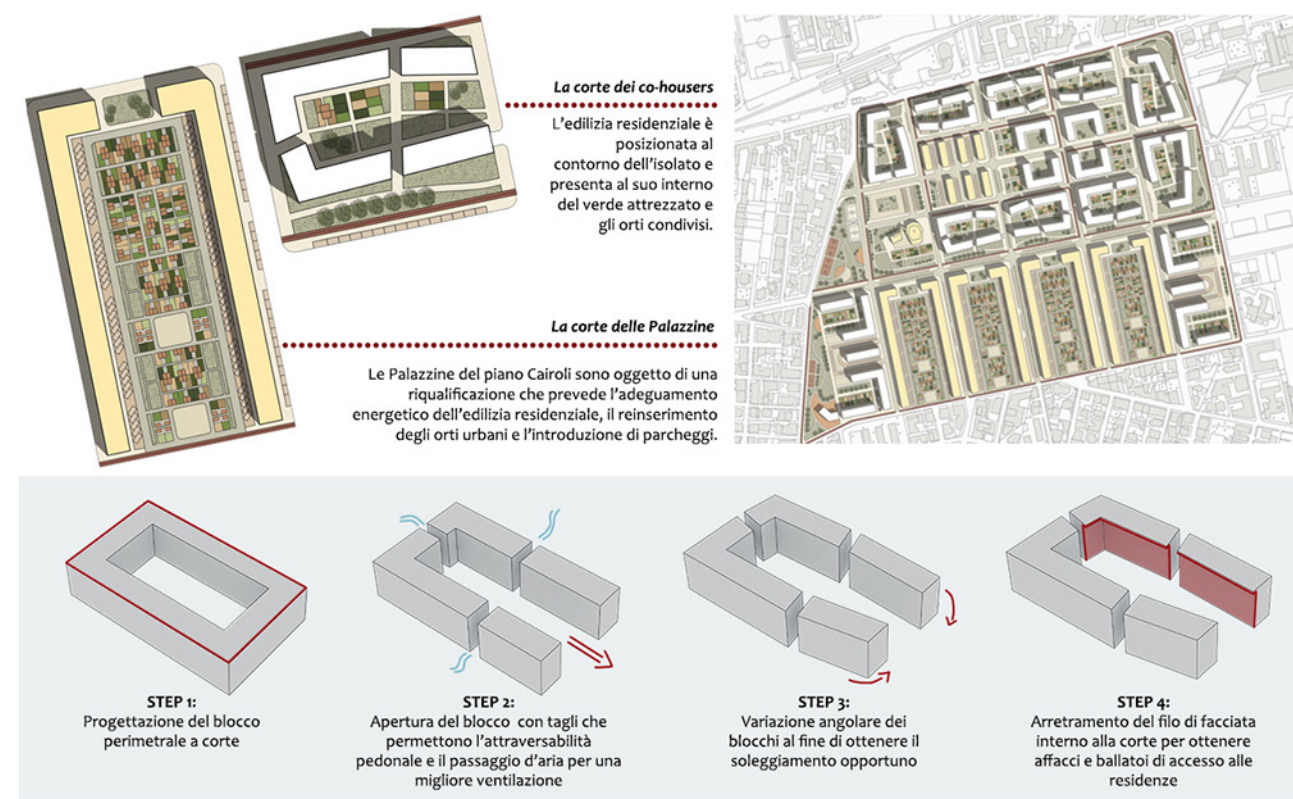 La corte dei co-housers
L'edilizia residenziale è
posizionata al
contorno dell'isolato e
presenta al suo interno
del verde attrezzato e
gli orti condivisi.
La corte delle Palazzine
Le Palazzine del piano Cairoli sono oggetto di una
riqualificazione che prevede l'adeguamento
energetico dell'edilizia residenziale, il reinserimento
degli orti urbani e l'introduzione di parcheggi.
STEP 1:
Progettazione del blocco
perimetrale a corte
STEP 2:
Apertura del blocco con tagli che
permettono l'attraversabilità
pedonale e il passaggio d'aria per una
migliore ventilazione
STEP 3:
Variazione angolare dei
blocchi al fine di ottenere il
soleggiamento opportuno
STEP 4:
Arretramento del filo di facciata
interno alla corte per ottenere
affacci e ballatoi di accesso alle
residenze